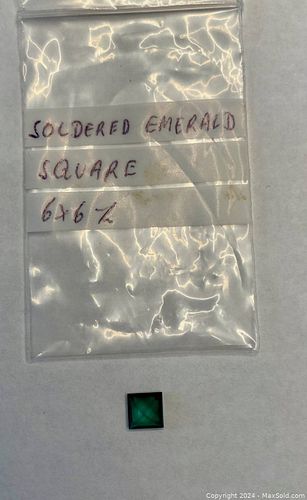 SOLDERED EMERALD
SQUARE
6x6
Copyright 2024 - MaxSold.com